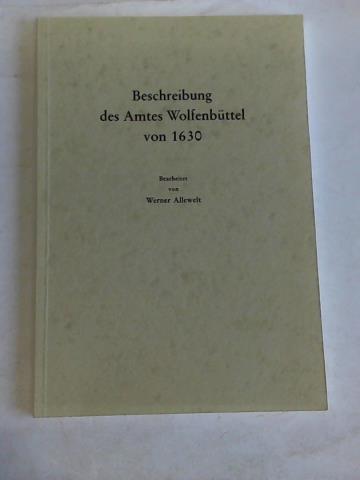 Beschreibung
des Amtes Wolfenbüttel
von 1630
Bearbeitet
von
Werner Allewelt